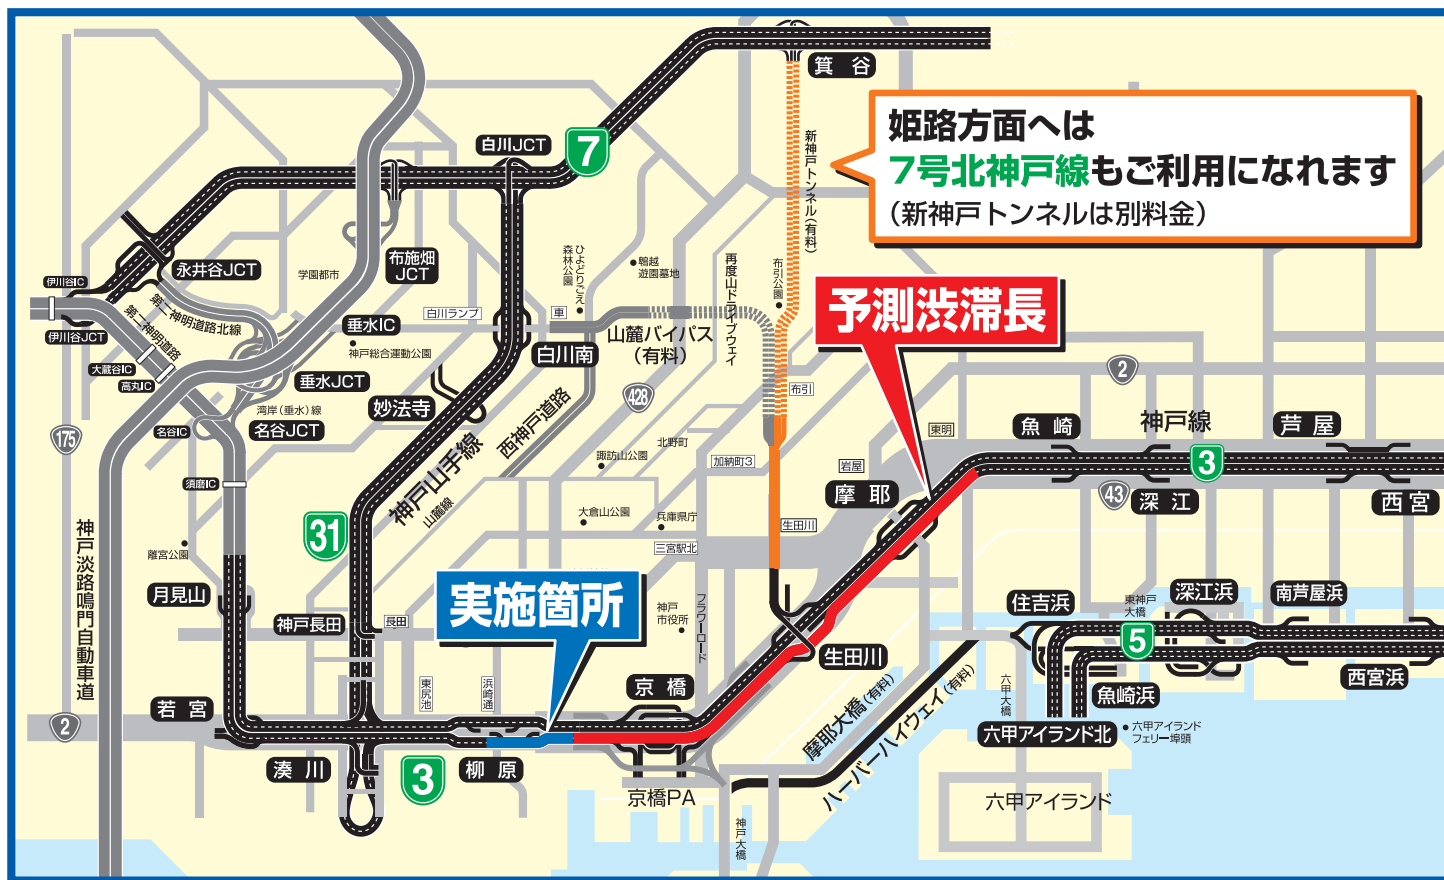 箕谷
姫路方面へは
7号北神戸線もご利用になれます
(新神戸トンネルは別料金)
新神戸トンネル(有料)
白川JCT
7
永井谷JCT
布施畑
JCT
学園都市
ひよどりごえ
森林公園
鵯越
遊園墓地
再度山ドライブウェイ
布引公園
伊川谷IC
伊川谷JCT
第二神明道路北線
第二神明道路
大蔵谷IC
高丸IC
垂水IC
神戸総合運動公園
白川ランプ
車
山麓バイパス
(有料)
白川南
予測渋滞長
垂水JCT
湾岸(垂水)線
名谷JCT
名谷IC
妙法寺
428
布引
2
175
須磨IC
神戸山手線
山麓線
西神戸道路
北野町
諏訪山公園
加納町3
岩屋
東明
摩耶
魚崎
神戸線
3
芦屋
43
深江
西宮
31
大倉山公園
兵庫県庁
三宮駅北
生田川
離宮公園
月見山
神戸淡路鳴門自動車道
神戸長田
長田
実施箇所
神戸
市役所
フラワーロード
生田川
住吉浜
東神戸
大橋
深江浜
南芦屋浜
5
西宮浜
魚崎浜
六甲大橋
六甲アイランド北
六甲アイランド
フェリー埠頭
若宮
2
東尻池
浜崎通
京橋
湊川
3
柳原
京橋PA
摩耶大橋(有料)
ハーバーハイウェイ(有料)
神戸大橋
六甲アイランド